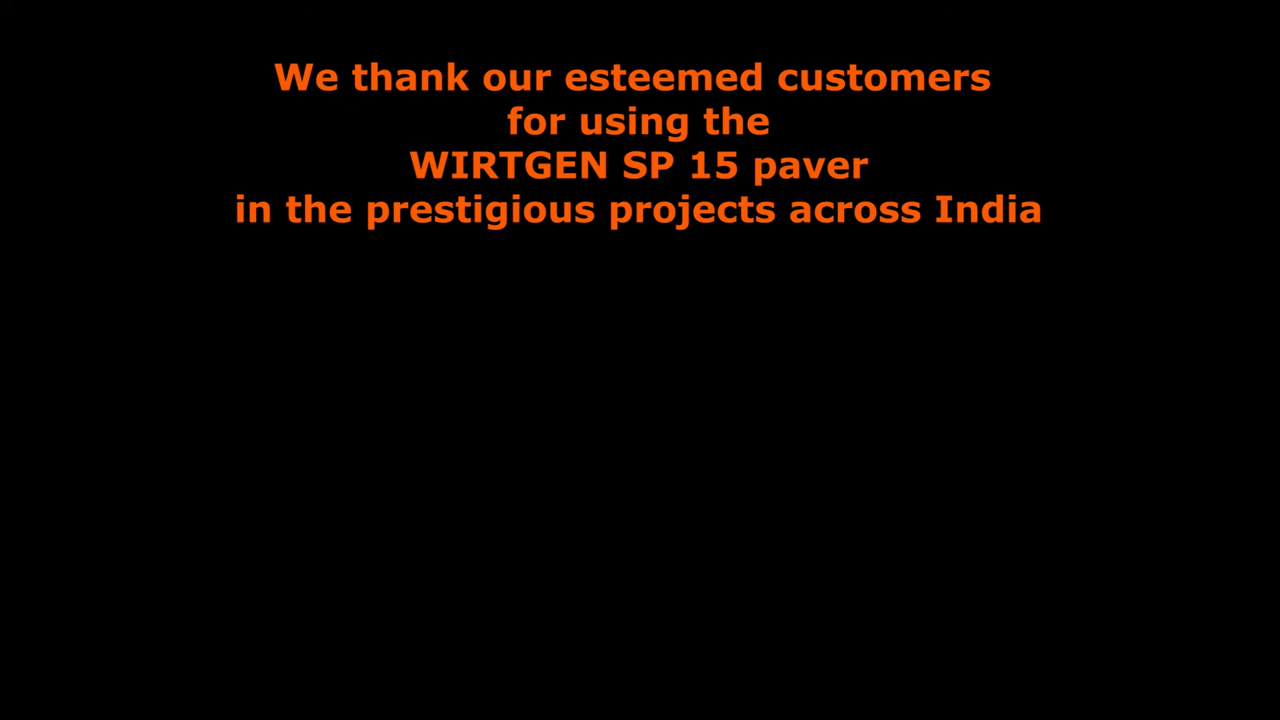 We thank our esteemed customers
for using the
WIRTGEN SP 15 paver
in the prestigious projects across India